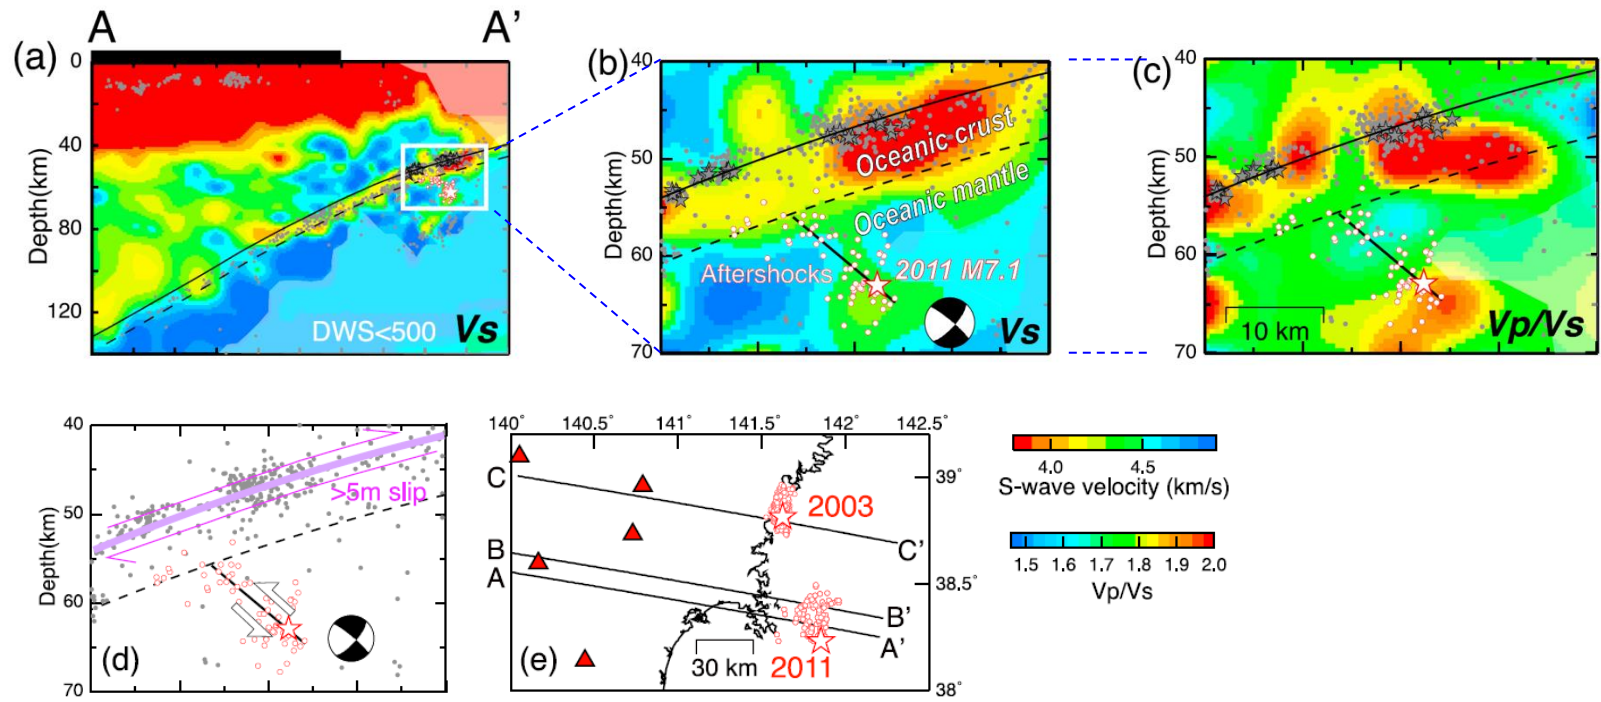 A A'
(a)
0
40
80
120
Depth(km)
DWS<500
Vs
(b)
40
50
60
70
Depth(km)
Oceanic crust
Oceanic mantle
Aftershocks
2011 M7.1
Vs
(c)
40
50
60
70
Depth(km)
10 km
Vp/Vs
40
50
60
70
Depth(km)
>5m slip
(d)
140° 140.5° 141° 141.5° 142° 142.5°
39°
38.5°
38°
C
C'
B
B'
A
A'
2003
2011
30 km
(e)
4.0 4.5
S-wave velocity (km/s)
1.5 1.6 1.7 1.8 1.9 2.0
Vp/Vs